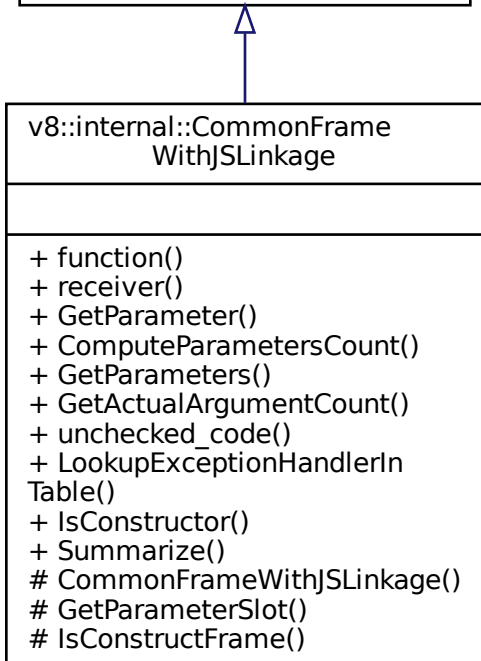 v8::internal::CommonFrame
WithJSLinkage
+ function()
+ receiver()
+ GetParameter()
+ ComputeParametersCount()
+ GetParameters()
+ GetActualArgumentCount()
+ unchecked_code()
+ LookupExceptionHandlerIn
Table()
+ IsConstructor()
+ Summarize()
# CommonFrameWithJSLinkage()
# GetParameterSlot()
# IsConstructFrame()